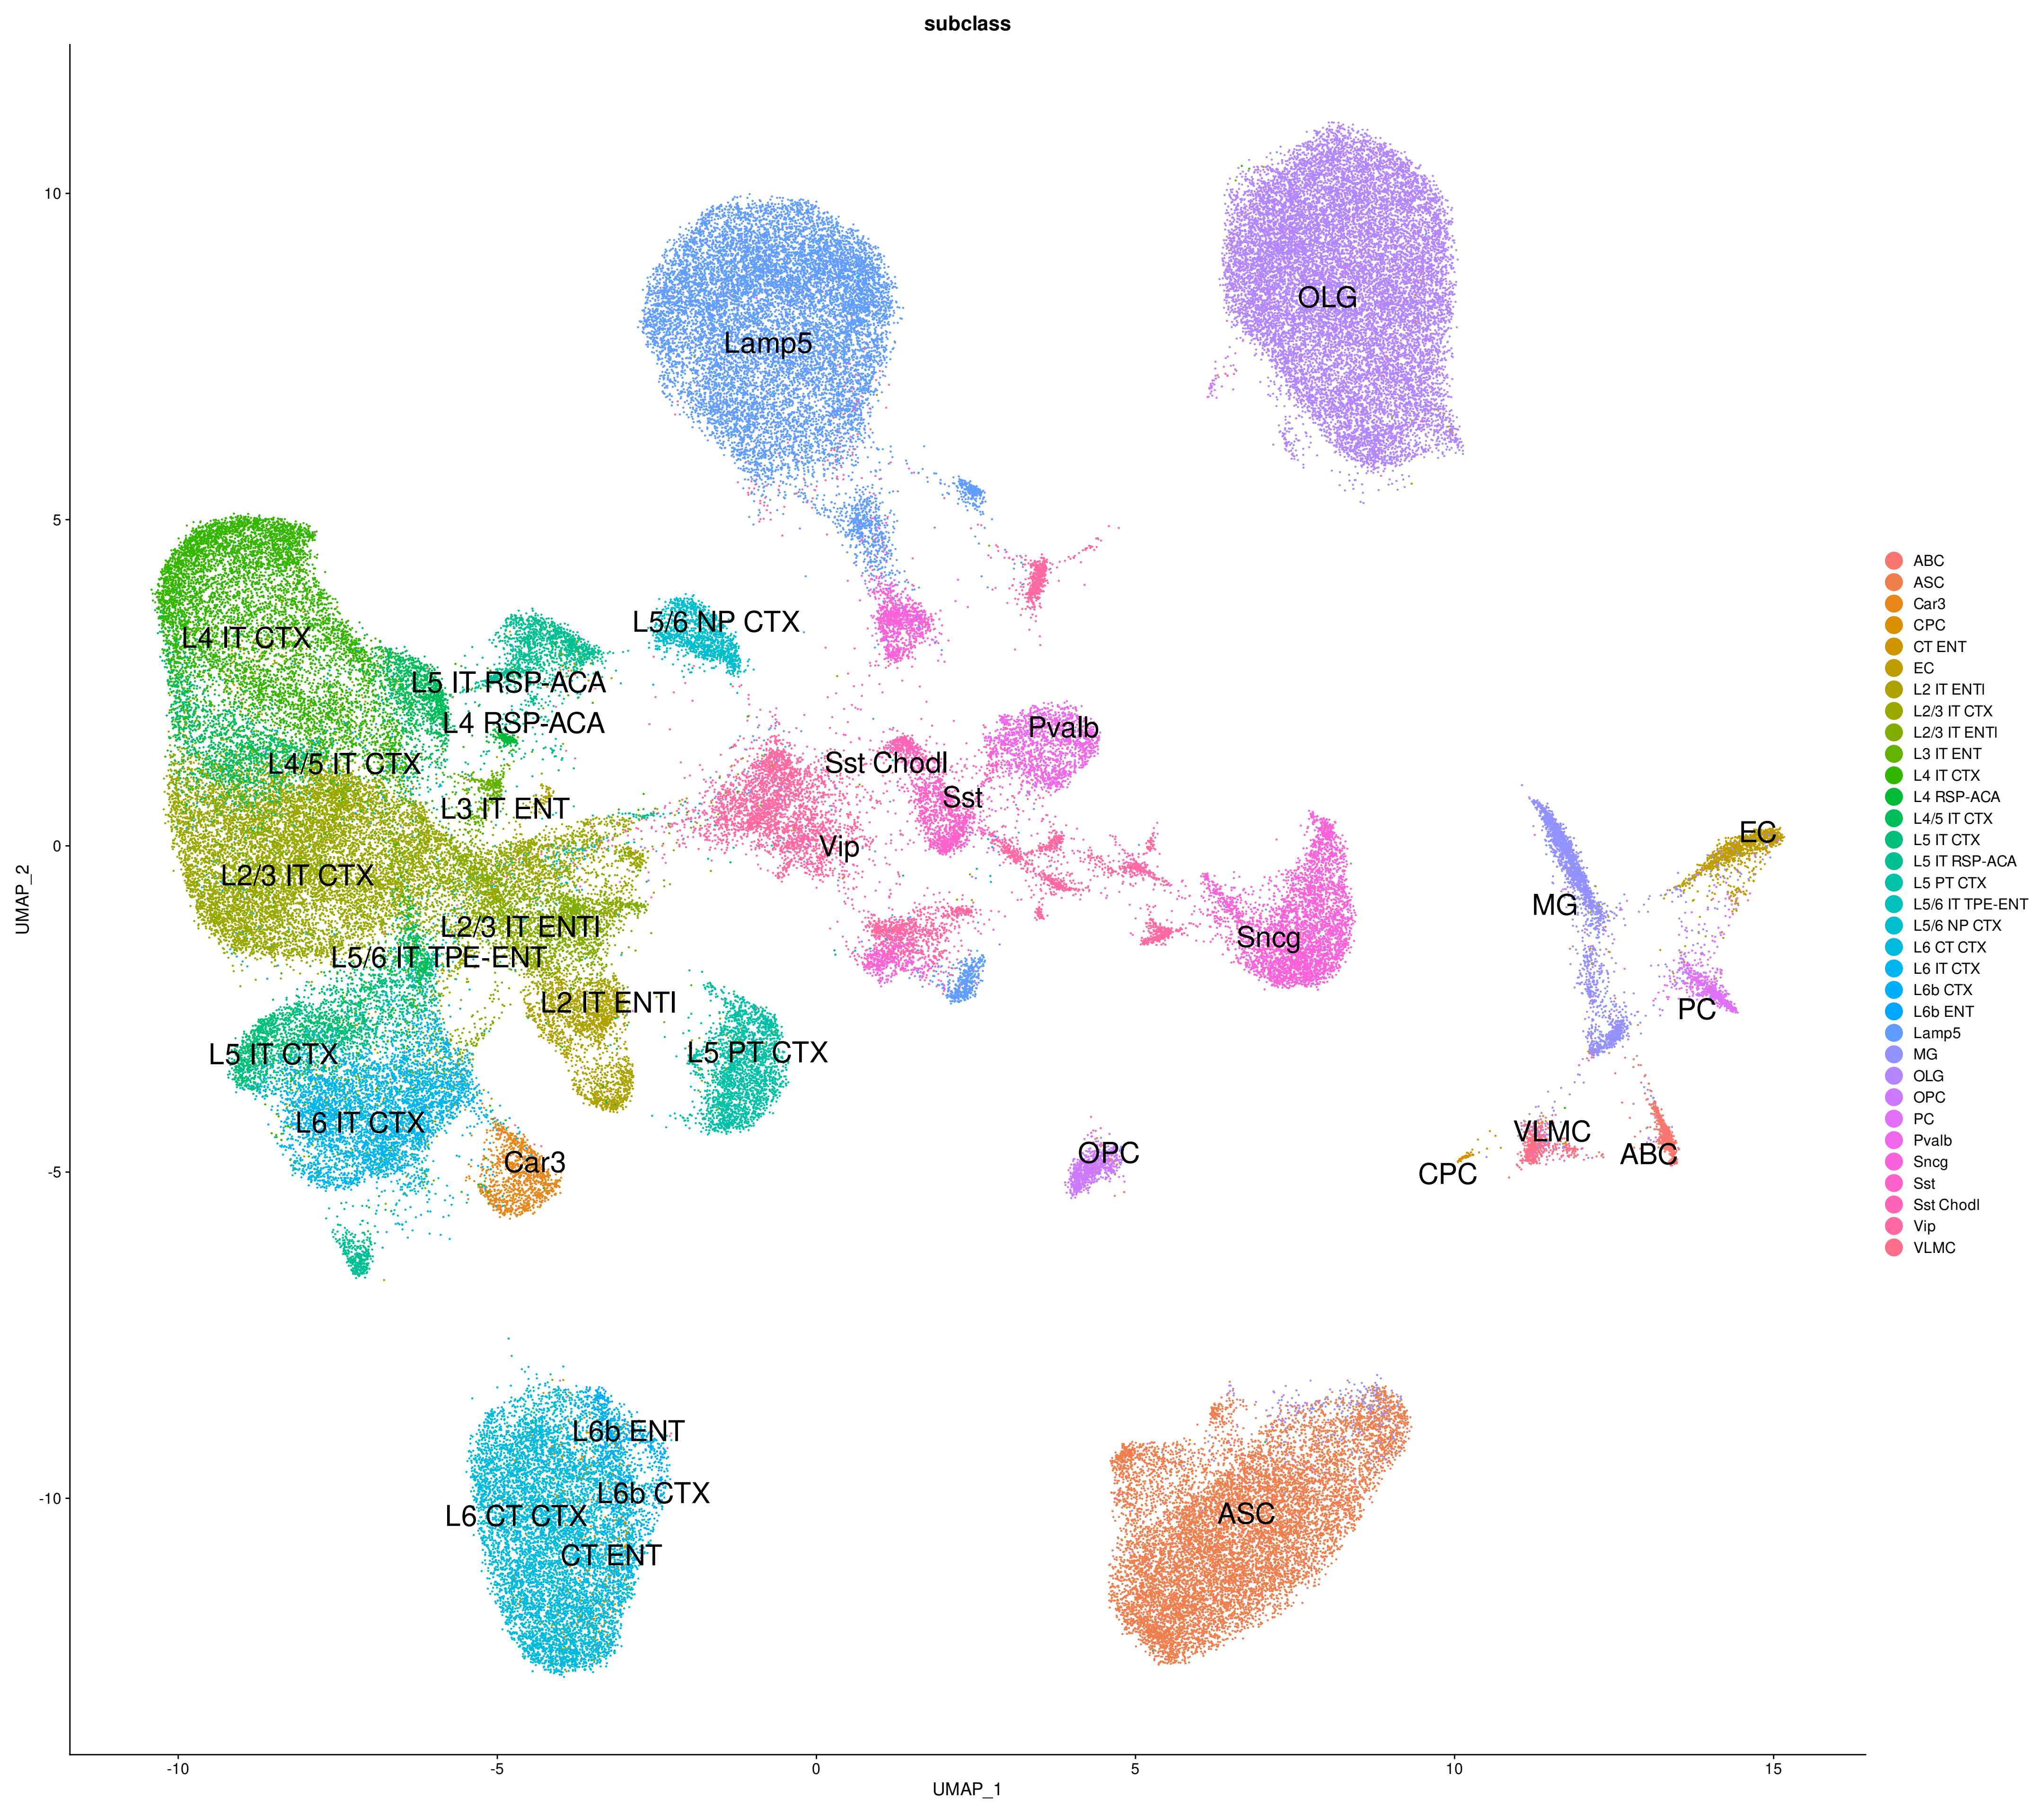 subclass
10
5
0
-5
-10
UMAP_2
OLG
Lamp5
L4 IT CTX
L5/6 NP CTX
L5 IT RSP-ACA
L4 RSP-ACA
Pvalb
L4/5 IT CTX
Sst Chodl
Sst
L3 IT ENT
EC
Vip
L2/3 IT CTX
MG
L2/3 IT ENTl
Sncg
L5/6 IT TPE-ENT
L2 IT ENTl
PC
L5 IT CTX
L5 PT CTX
L6 IT CTX
VLMC
OPC
ABC
Car3
CPC
L6b ENT
L6b CTX
L6 CT CTX
ASC
CT ENT
-10
-5
0
5
10
15
UMAP_1
ABC
ASC
Car3
CPC
CT ENT
EC
L2 IT ENTl
L2/3 IT CTX
L2/3 IT ENTl
L3 IT ENT
L4 IT CTX
L4 RSP-ACA
L4/5 IT CTX
L5 IT CTX
L5 IT RSP-ACA
L5 PT CTX
L5/6 IT TPE-ENT
L5/6 NP CTX
L6 CT CTX
L6 IT CTX
L6b CTX
L6b ENT
Lamp5
MG
OLG
OPC
PC
Pvalb
Sncg
Sst
Sst Chodl
Vip
VLMC